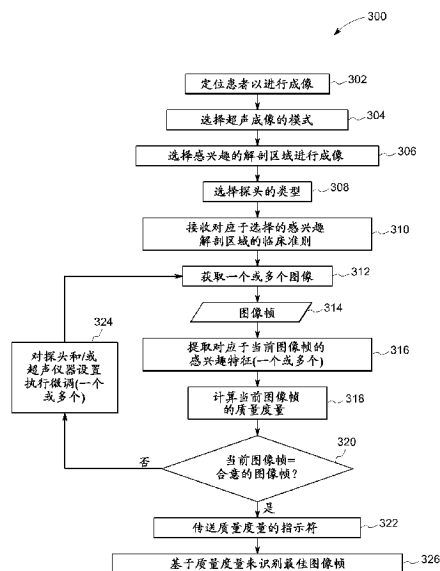 300
定位患者以进行成像
302
选择超声成像的模式
304
选择感兴趣的解剖区域进行成像
306
选择探头的类型
308
接收对应于选择的感兴趣
解剖区域的临床准则
310
获取一个或多个图像
312
图像帧
314
提取对应于当前图像帧的
感兴趣特征(一个或多个)
316
计算当前图像帧
的质量度量
318
320
当前图像帧=
合意的图像帧?
否
是
324
对探头和/或
超声仪器设置
执行微调(一个
或多个)
传送质量度量的指示符
322
基于质量度量来识别最佳图像帧
326